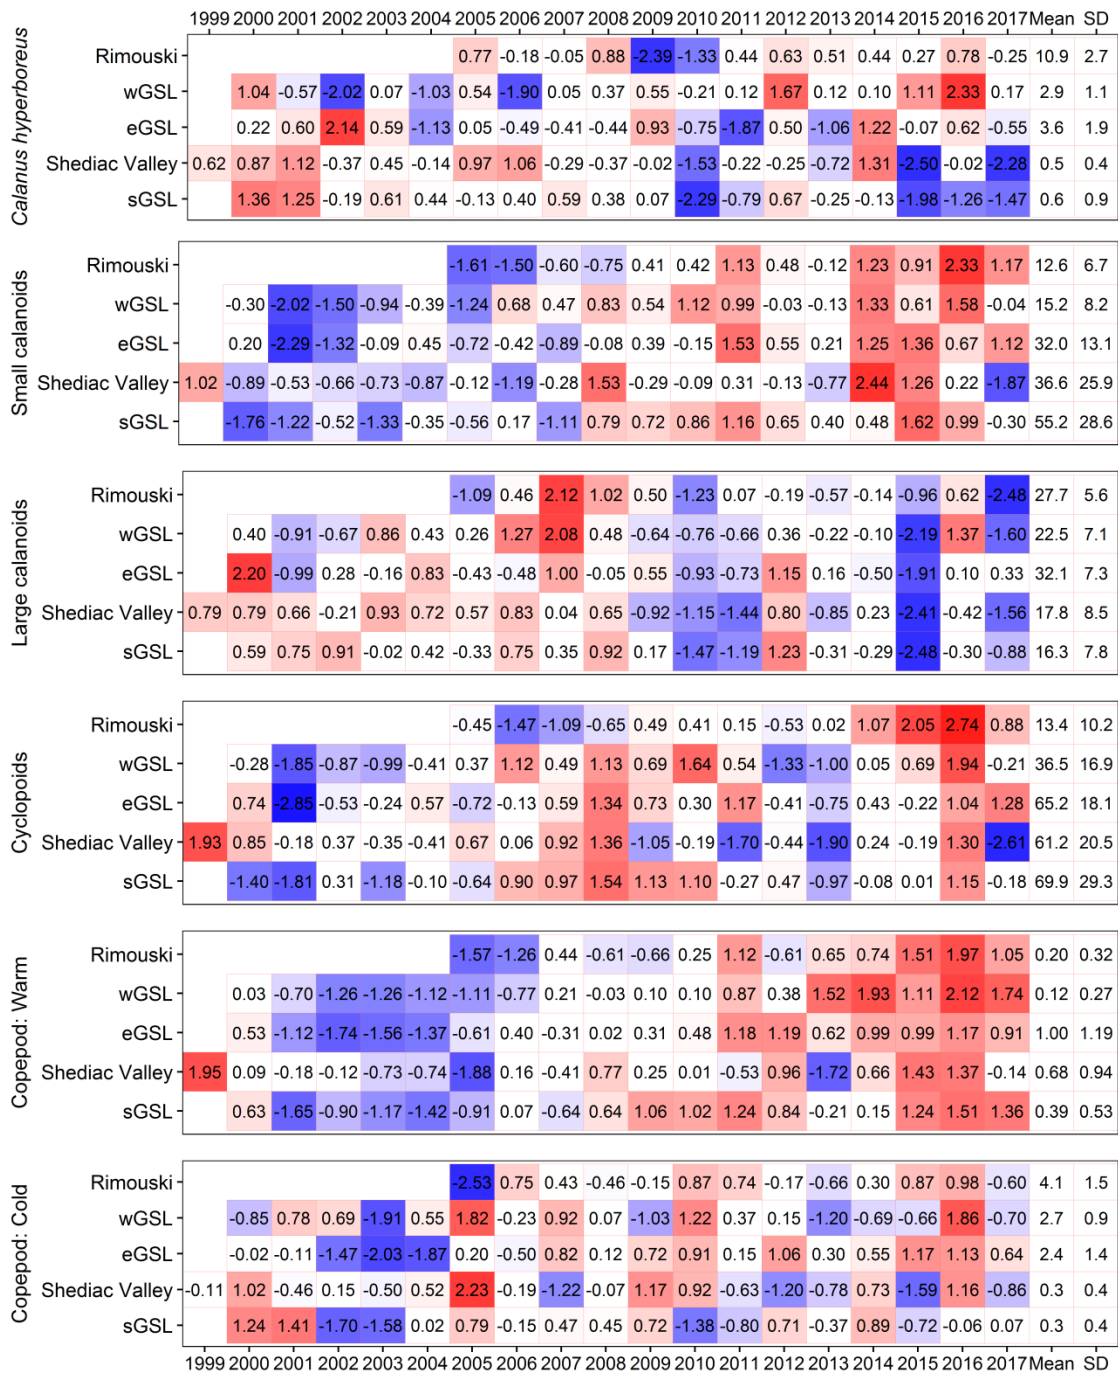 1999 2000 2001 2002 2003 2004 2005 2006 2007 2008 2009 2010 2011 2012 2013 2014 2015 2016 2017 Mean SD
Calanus hyperboreus
Rimouski 0.77 -0.18 -0.05 0.88 -2.39 -1.33 0.44 0.63 0.51 0.44 0.27 0.78 -0.25 10.9 2.7
wGSL 1.04 -0.57 -2.02 0.07 -1.03 0.54 -1.90 0.05 0.37 0.55 -0.21 0.12 1.67 0.12 0.10 1.11 2.33 0.17 2.9 1.1
eGSL 0.22 0.60 2.14 0.59 -1.13 0.05 -0.49 -0.41 -0.44 0.93 -0.75 -1.87 0.50 -1.06 1.22 -0.07 0.62 -0.55 3.6 1.9
Shediac Valley 0.62 0.87 1.12 -0.37 0.45 -0.14 0.97 1.06 -0.29 -0.37 -0.02 -1.53 -0.22 -0.25 -0.72 1.31 -2.50 -0.02 -2.28 0.5 0.4
sGSL 1.36 1.25 -0.19 0.61 0.44 -0.13 0.40 0.59 0.38 0.07 -2.29 -0.79 0.67 -0.25 -0.13 -1.98 -1.26 -1.47 0.6 0.9
Small calanoids
Rimouski -1.61 -1.50 -0.60 -0.75 0.41 0.42 1.13 0.48 -0.12 1.23 0.91 2.33 1.17 12.6 6.7
wGSL -0.30 -2.02 -1.50 -0.94 -0.39 -1.24 0.68 0.47 0.83 0.54 1.12 0.99 -0.03 -0.13 1.33 0.61 1.58 -0.04 15.2 8.2
eGSL 0.20 -2.29 -1.32 -0.09 0.45 -0.72 -0.42 -0.89 -0.08 0.39 -0.15 1.53 0.55 0.21 1.25 1.36 0.67 1.12 32.0 13.1
Shediac Valley 1.02 -0.89 -0.53 -0.66 -0.73 -0.87 -0.12 -1.19 -0.28 1.53 -0.29 -0.09 0.31 -0.13 -0.77 2.44 1.26 0.22 -1.87 36.6 25.9
sGSL -1.76 -1.22 -0.52 -1.33 -0.35 -0.56 0.17 -1.11 0.79 0.72 0.86 1.16 0.65 0.40 0.48 1.62 0.99 -0.30 55.2 28.6
Large calanoids
Rimouski -1.09 0.46 2.12 1.02 0.50 -1.23 0.07 -0.19 -0.57 -0.14 -0.96 0.62 -2.48 27.7 5.6
wGSL 0.40 -0.91 -0.67 0.86 0.43 0.26 1.27 2.08 0.48 -0.64 -0.76 -0.66 0.36 -0.22 -0.10 -2.19 1.37 -1.60 22.5 7.1
eGSL 2.20 -0.99 0.28 -0.16 0.83 -0.43 -0.48 1.00 -0.05 0.55 -0.93 -0.73 1.15 0.16 -0.50 -1.91 0.10 0.33 32.1 7.3
Shediac Valley 0.79 0.79 0.66 -0.21 0.93 0.72 0.57 0.83 0.04 0.65 -0.92 -1.15 -1.44 0.80 -0.85 0.23 -2.41 -0.42 -1.56 17.8 8.5
sGSL 0.59 0.75 0.91 -0.02 0.42 -0.33 0.75 0.35 0.92 0.17 -1.47 -1.19 1.23 -0.31 -0.29 -2.48 -0.30 -0.88 16.3 7.8
Cyclopoids
Rimouski -0.45 -1.47 -1.09 -0.65 0.49 0.41 0.15 -0.53 0.02 1.07 2.05 2.74 0.88 13.4 10.2
wGSL -0.28 -1.85 -0.87 -0.99 -0.41 0.37 1.12 0.49 1.13 0.69 1.64 0.54 -1.33 -1.00 0.05 0.69 1.94 -0.21 36.5 16.9
eGSL 0.74 -2.85 -0.53 -0.24 0.57 -0.72 -0.13 0.59 1.34 0.73 0.30 1.17 -0.41 -0.75 0.43 -0.22 1.04 1.28 65.2 18.1
Shediac Valley 1.93 0.85 -0.18 0.37 -0.35 -0.41 0.67 0.06 0.92 1.36 -1.05 -0.19 -1.70 -0.44 -1.90 0.24 -0.19 1.30 -2.61 61.2 20.5
sGSL -1.40 -1.81 0.31 -1.18 -0.10 -0.64 0.90 0.97 1.54 1.13 1.10 -0.27 0.47 -0.97 -0.08 0.01 1.15 -0.18 69.9 29.3
Copepod: Warm
Rimouski -1.57 -1.26 0.44 -0.61 -0.66 0.25 1.12 -0.61 0.65 0.74 1.51 1.97 1.05 0.20 0.32
wGSL 0.03 -0.70 -1.26 -1.26 -1.12 -1.11 -0.77 0.21 -0.03 0.10 0.10 0.87 0.38 1.52 1.93 1.11 2.12 1.74 0.12 0.27
eGSL 0.53 -1.12 -1.74 -1.56 -1.37 -0.61 0.40 -0.31 0.02 0.31 0.48 1.18 1.19 0.62 0.99 0.99 1.17 0.91 1.00 1.19
Shediac Valley 1.95 0.09 -0.18 -0.12 -0.73 -0.74 -1.88 0.16 -0.41 0.77 0.25 0.01 -0.53 0.96 -1.72 0.66 1.43 1.37 -0.14 0.68 0.94
sGSL 0.63 -1.65 -0.90 -1.17 -1.42 -0.91 0.07 -0.64 0.64 1.06 1.02 1.24 0.84 -0.21 0.15 1.24 1.51 1.36 0.39 0.53
Copepod: Cold
Rimouski -2.53 0.75 0.43 -0.46 -0.15 0.87 0.74 -0.17 -0.66 0.30 0.87 0.98 -0.60 4.1 1.5
wGSL -0.85 0.78 0.69 -1.91 0.55 1.82 -0.23 0.92 0.07 -1.03 1.22 0.37 0.15 -1.20 -0.69 -0.66 1.86 -0.70 2.7 0.9
eGSL -0.02 -0.11 -1.47 -2.03 -1.87 0.20 -0.50 0.82 0.12 0.72 0.91 0.15 1.06 0.30 0.55 1.17 1.13 0.64 2.4 1.4
Shediac Valley -0.11 1.02 -0.46 0.15 -0.50 0.52 2.23 -0.19 -1.22 -0.07 1.17 0.92 -0.63 -1.20 -0.78 0.73 -1.59 1.16 -0.86 0.3 0.4
sGSL 1.24 1.41 -1.70 -1.58 0.02 0.79 -0.15 0.47 0.45 0.72 -1.38 -0.80 0.71 -0.37 0.89 -0.72 -0.06 0.07 0.3 0.4
1999 2000 2001 2002 2003 2004 2005 2006 2007 2008 2009 2010 2011 2012 2013 2014 2015 2016 2017 Mean SD